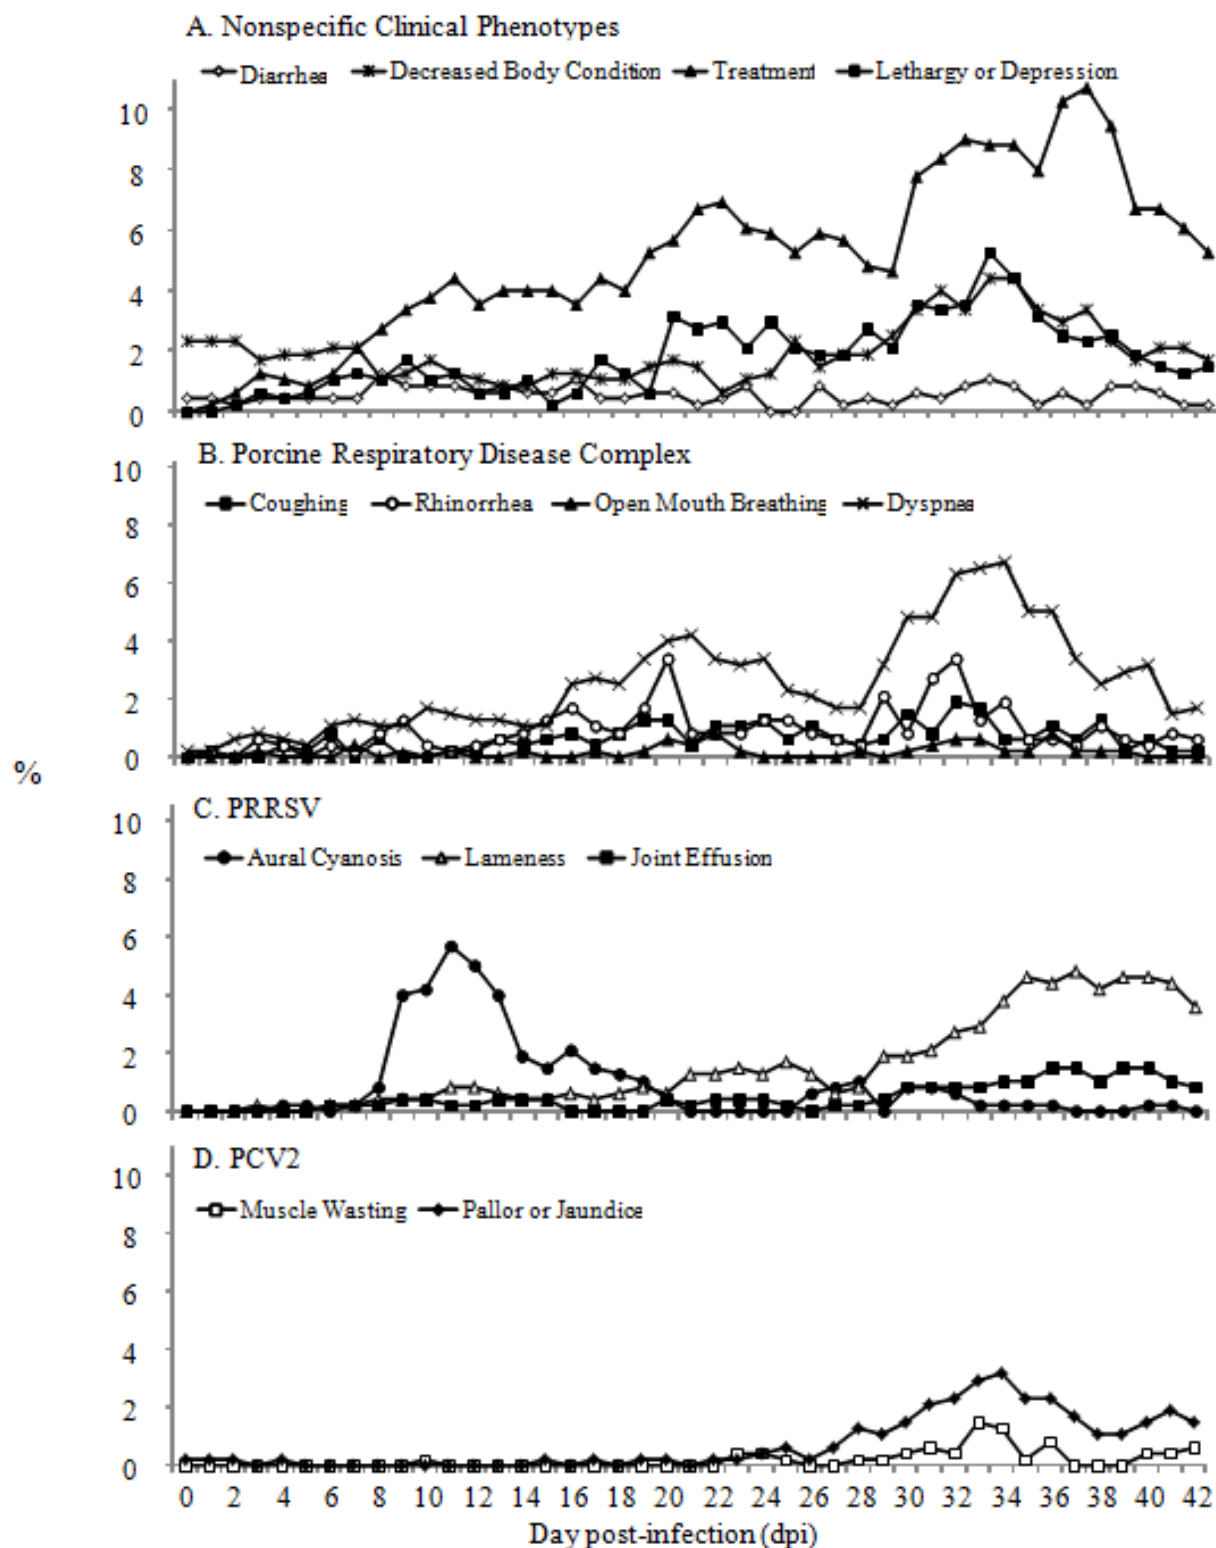 A. Nonspecific Clinical Phenotypes
Diarrhea Decreased Body Condition Treatment Lethargy or Depression
10
8
6
4
2
0
B. Porcine Respiratory Disease Complex
10
Coughing Rhinorrhea Open Mouth Breathing Dyspnea
8
6
4
2
0
%
C. PRRSV
10
Aural Cyanosis Lameness Joint Effusion
8
6
4
2
0
D. PCV2
10
Muscle Wasting Pallor or Jaundice
8
6
4
2
0
0 2 4 6 8 10 12 14 16 18 20 22 24 26 28 30 32 34 36 38 40 42
Day post-infection (dpi)